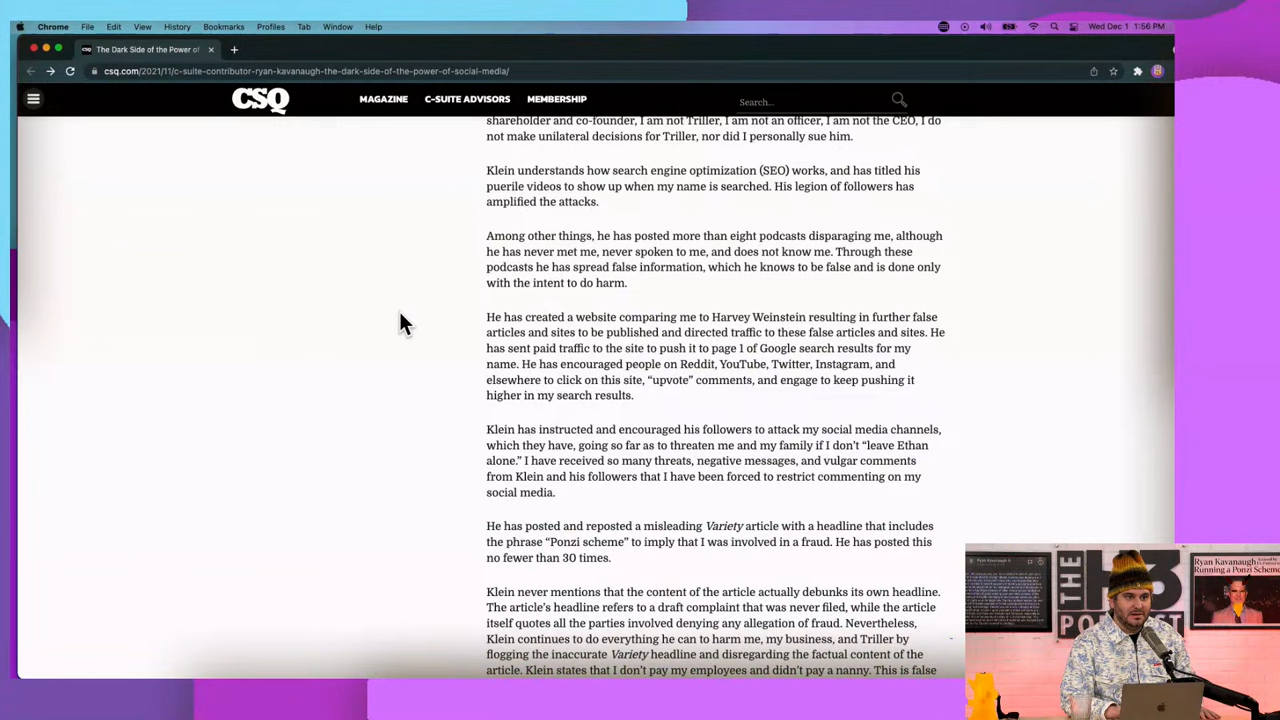 Chrome File Edit View History Bookmarks Profiles Tab Window Help
Wed Dec 1 1:56 PM
CSQ The Dark Side of the Power of
csq.com/2021/11/c-suite-contributor-ryan-kavanaugh-the-dark-side-of-the-power-of-social-media/
CSQ MAGAZINE C-SUITE ADVISORS MEMBERSHIP Search...
shareholder and co-founder, I am not Triller, I am not an officer, I am not the CEO, I do
not make unilateral decisions for Triller, nor did I personally sue him.
Klein understands how search engine optimization (SEO) works, and has titled his
puerile videos to show up when my name is searched. His legion of followers has
amplified the attacks.
Among other things, he has posted more than eight podcasts disparaging me, although
he has never met me, never spoken to me, and does not know me. Through these
podcasts he has spread false information, which he knows to be false and is done only
with the intent to do harm.
He has created a website comparing me to Harvey Weinstein resulting in further false
articles and sites to be published and directed traffic to these false articles and sites. He
has sent paid traffic to the site to push it to page 1 of Google search results for my
name. He has encouraged people on Reddit, YouTube, Twitter, Instagram, and
elsewhere to click on this site, “upvote” comments, and engage to keep pushing it
higher in my search results.
Klein has instructed and encouraged his followers to attack my social media channels,
which they have, going so far as to threaten me and my family if I don’t “leave Ethan
alone.” I have received so many threats, negative messages, and vulgar comments
from Klein and his followers that I have been forced to restrict commenting on my
social media.
He has posted and reposted a misleading Variety article with a headline that includes
the phrase “Ponzi scheme” to imply that I was involved in a fraud. He has posted this
no fewer than 30 times.
Klein never mentions that the content of the article actually debunks its own headline.
The article’s headline refers to a draft complaint that was never filed, while the article
itself quotes all the parties involved denying any allegation of fraud. Nevertheless,
Klein continues to do everything he can to harm me, my business, and Triller by
flogging the inaccurate Variety headline and disregarding the factual content of the
article. Klein states that I don’t pay my employees and didn’t pay a nanny. This is false
THE
PODCAST
Ryan Kavanaugh
Running a Ponzi Scheme